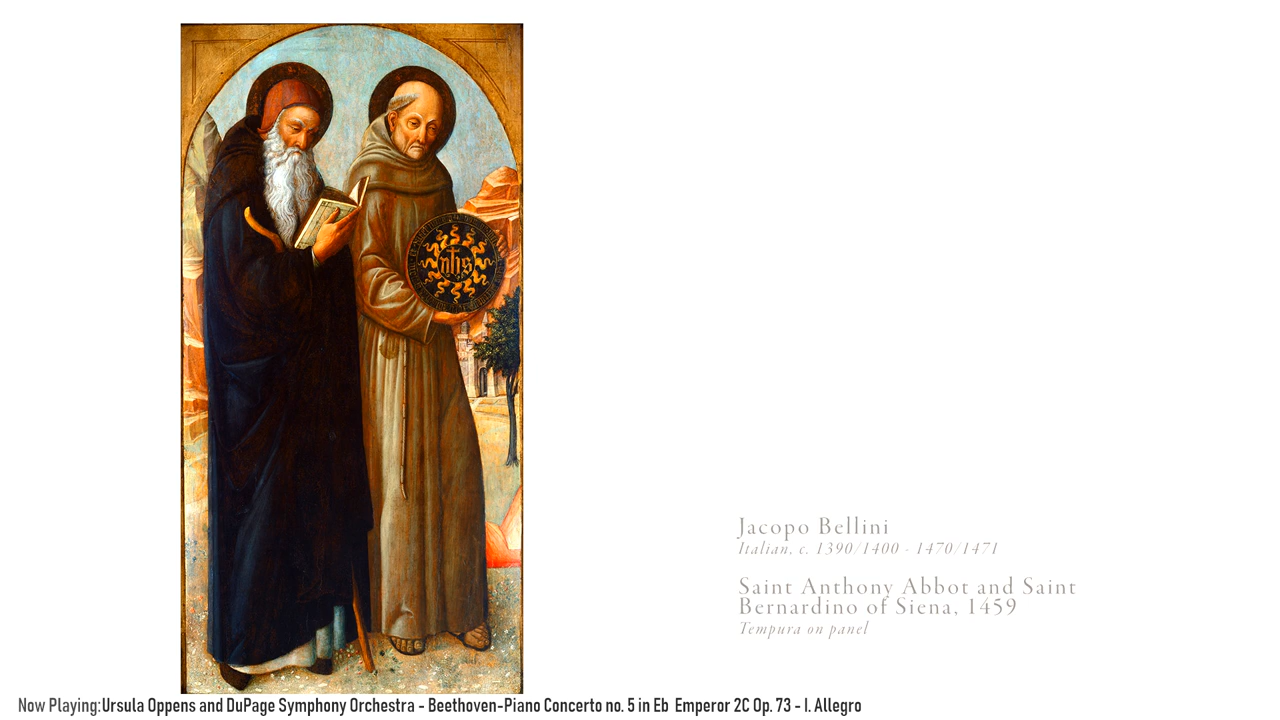 yhs
Jacopo Bellini
Italian, c. 1390/1400 - 1470/1471
Saint Anthony Abbot and Saint
Bernardino of Siena, 1459
Tempura on panel
Now Playing:Ursula Oppens and DuPage Symphony Orchestra - Beethoven-Piano Concerto no. 5 in Eb Emperor 2C Op. 73 - I. Allegro